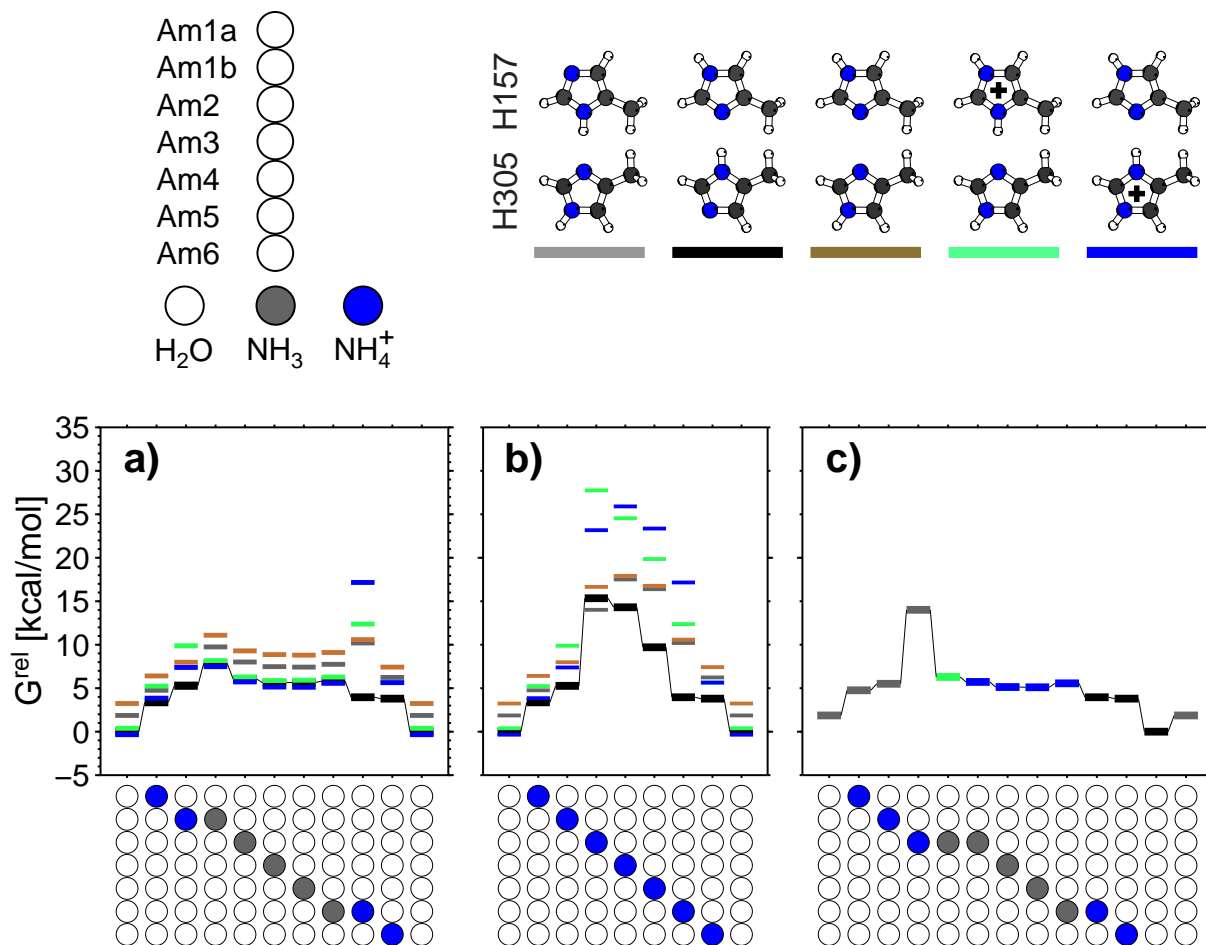 Am1a
Am1b
Am2
Am3
Am4
Am5
Am6
H₂O NH₃ NH₄⁺
H157
H305
+
+
Gʳᵉˡ [kcal/mol]
35
30
25
20
15
10
5
0
–5
a) b) c)